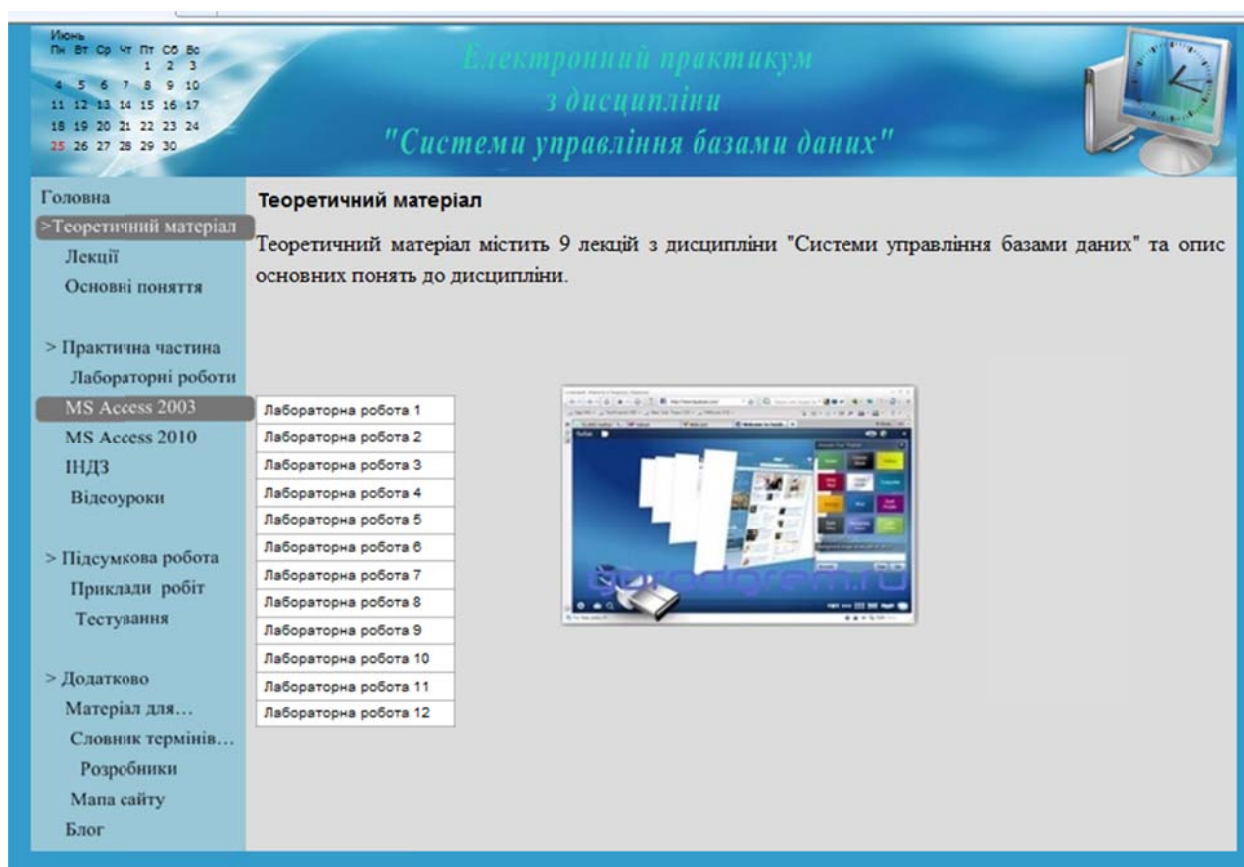 Июнь
Пн Вт Ср Чт Пт Сб Вс
1 2 3
4 5 6 7 8 9 10
11 12 13 14 15 16 17
18 19 20 21 22 23 24
25 26 27 28 29 30
Електронний практикум
з дисципліни
"Системи управління базами даних"
Головна
>Теоретичний матеріал
Лекції
Основні поняття
> Практична частина
Лабораторні роботи
MS Access 2003
MS Access 2010
ІНДЗ
Відеоуроки
> Підсумкова робота
Приклади робіт
Тестування
> Додатково
Матеріал для...
Словник термінів...
Розробники
Мапа сайту
Блог
Теоретичний матеріал
Теоретичний матеріал містить 9 лекцій з дисципліни "Системи управління базами даних" та опис
основних понять до дисципліни.
Лабораторна робота 1
Лабораторна робота 2
Лабораторна робота 3
Лабораторна робота 4
Лабораторна робота 5
Лабораторна робота 6
Лабораторна робота 7
Лабораторна робота 8
Лабораторна робота 9
Лабораторна робота 10
Лабораторна робота 11
Лабораторна робота 12
gorodgram.ru